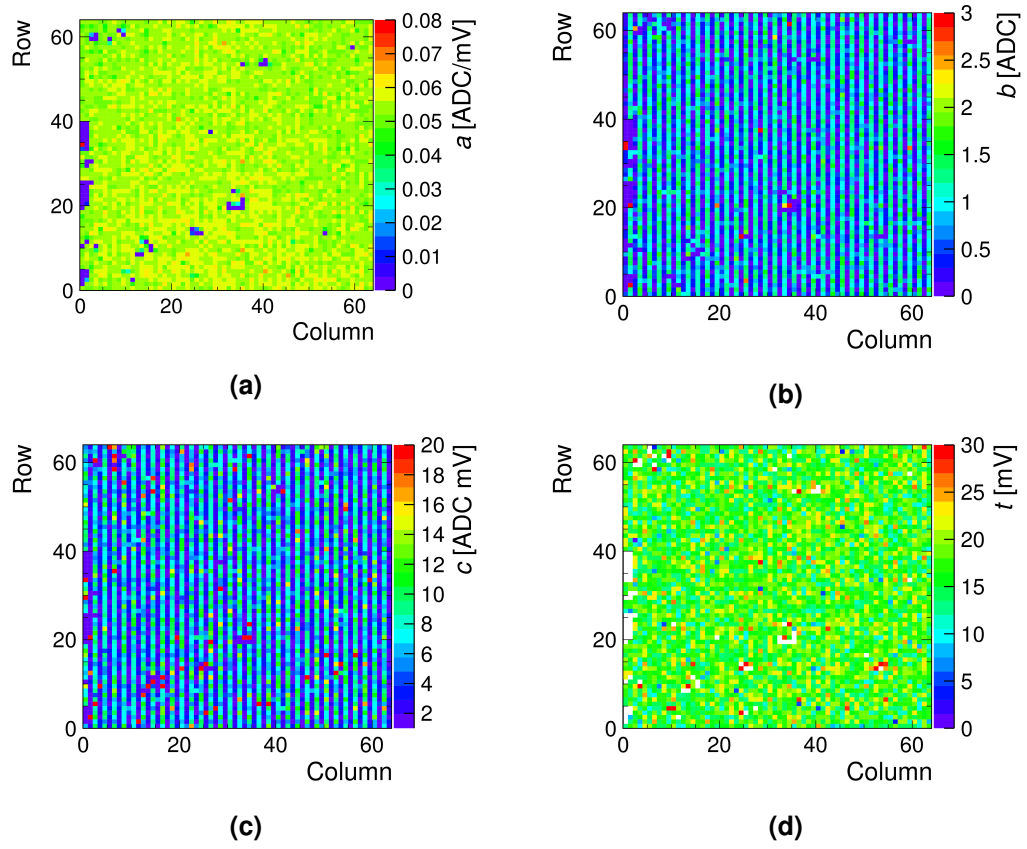 Row
60
40
20
0
0 20 40 60
Column
0.08
0.07
0.06
0.05
0.04
0.03
0.02
0.01
0
a [ADC/mV]
(a)
Row
60
40
20
0
0 20 40 60
Column
3
2.5
2
1.5
1
0.5
0
b [ADC]
(b)
Row
60
40
20
0
0 20 40 60
Column
20
18
16
14
12
10
8
6
4
2
c [ADC mV]
(c)
Row
60
40
20
0
0 20 40 60
Column
30
25
20
15
10
5
0
t [mV]
(d)